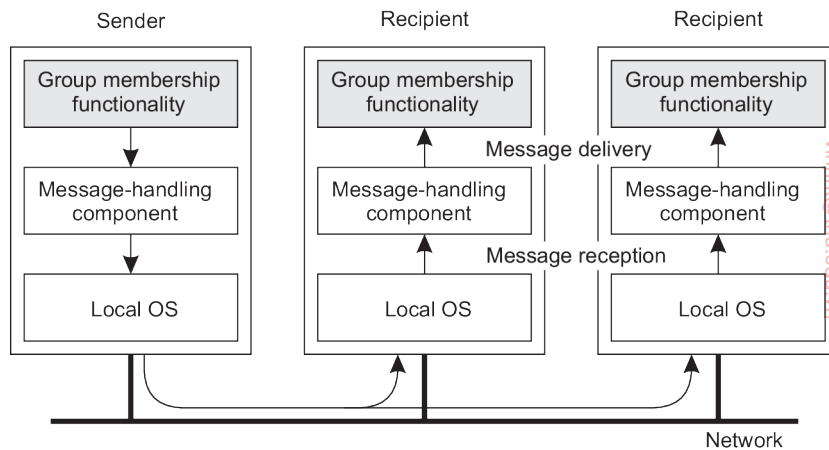 Sender
Recipient
Recipient
Group membership
functionality
Group membership
functionality
Group membership
functionality
Message delivery
Message-handling
component
Message-handling
component
Message-handling
component
Message reception
Local OS
Local OS
Local OS
Network